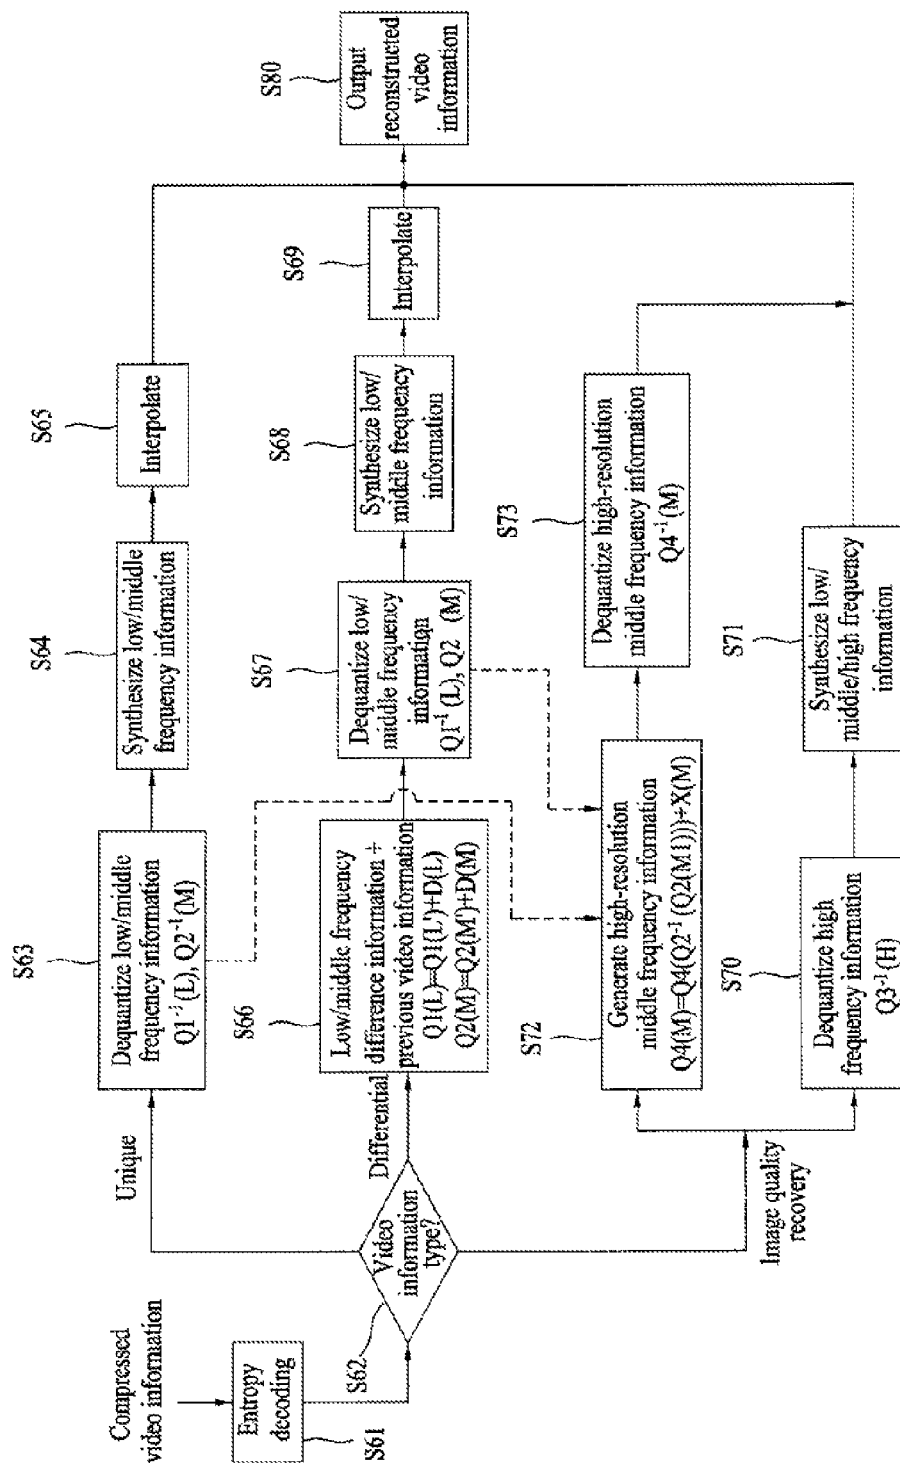 Compressed
video information
Entropy
decoding
S61
Video
information
type?
S62
Unique
Differential
Image quality
recovery
Dequantize low/middle
frequency information
Q1⁻¹(L), Q2⁻¹(M)
S63
Synthesize low/middle
frequency information
S64
Interpolate
S65
Low/middle frequency
difference information +
previous video information
Q1(L)=Q1(L')+D(L)
Q2(M)=Q2(M')+D(M)
S66
Dequantize low/
middle frequency
information
Q1⁻¹(L), Q2 (M)
S67
Synthesize low/
middle frequency
information
S68
Interpolate
S69
Generate high-resolution
middle frequency information
Q4(M)=Q4(Q2⁻¹(Q2(M1)))+X(M)
S72
Dequantize high-resolution
middle frequency information
Q4⁻¹(M)
S73
Dequantize high
frequency information
Q3⁻¹(H)
S70
Synthesize low/
middle/high frequency
information
S71
Output
reconstructed
video
information
S80